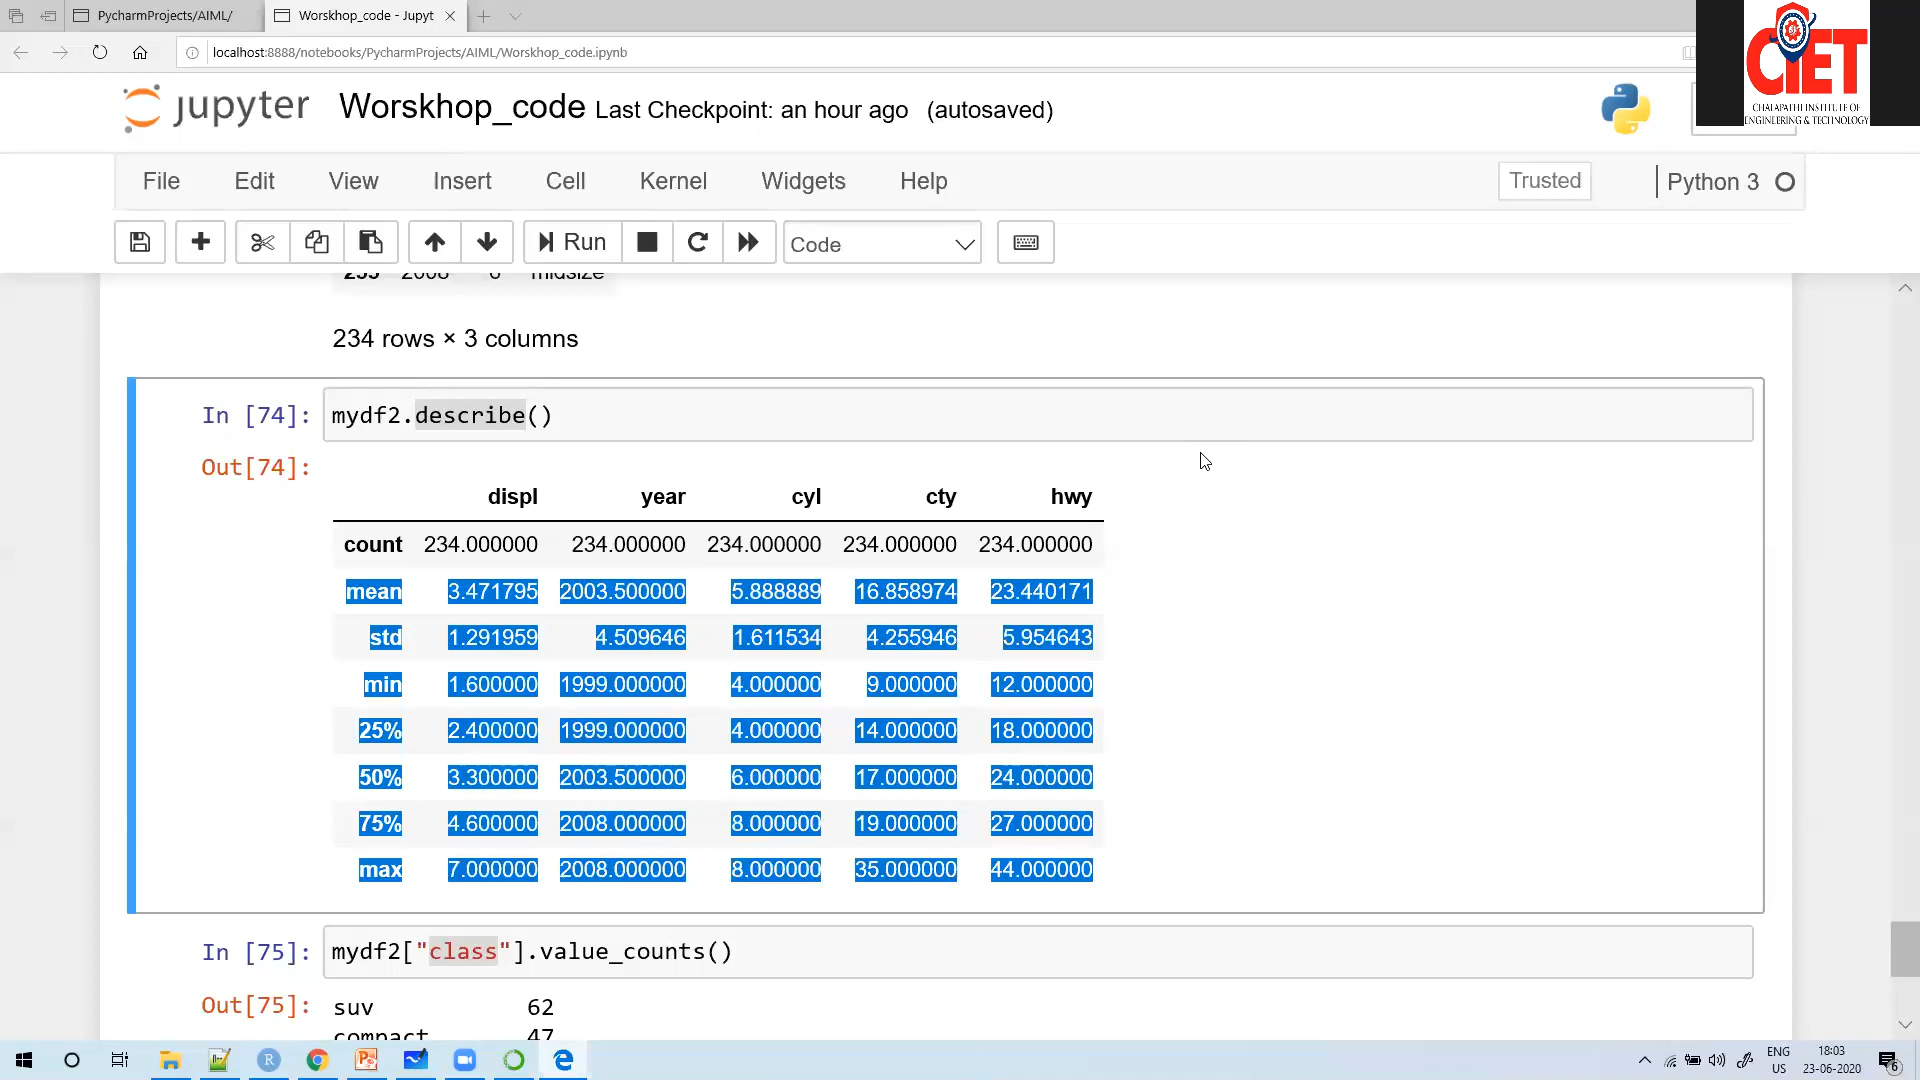 PycharmProjects/AIML/
Worskhop_code - Jupyt
localhost:8888/notebooks/PycharmProjects/AIML/Worskhop_code.ipynb
CIET
CHALAPATHI INSTITUTE OF
ENGINEERING & TECHNOLOGY
jupyter Worskhop_code Last Checkpoint: an hour ago (autosaved)
File Edit View Insert Cell Kernel Widgets Help Trusted Python 3
Run Code
233 2008 6 midsize
234 rows × 3 columns
In [74]: mydf2.describe()
Out[74]:
displ year cyl cty hwy
count 234.000000 234.000000 234.000000 234.000000 234.000000
mean 3.471795 2003.500000 5.888889 16.858974 23.440171
std 1.291959 4.509646 1.611534 4.255946 5.954643
min 1.600000 1999.000000 4.000000 9.000000 12.000000
25% 2.400000 1999.000000 4.000000 14.000000 18.000000
50% 3.300000 2003.500000 6.000000 17.000000 24.000000
75% 4.600000 2008.000000 8.000000 19.000000 27.000000
max 7.000000 2008.000000 8.000000 35.000000 44.000000
In [75]: mydf2["class"].value_counts()
Out[75]: suv 62
compact 47
ENG 18:03
US 23-06-2020
6